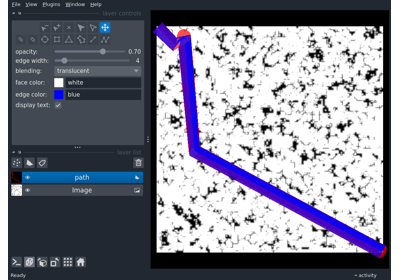 File View Plugins Window Help
layer controls
opacity: 0.70
edge width: 4
blending: translucent
face color: white
edge color: blue
display text:
layer list
path
Image
Ready
activity